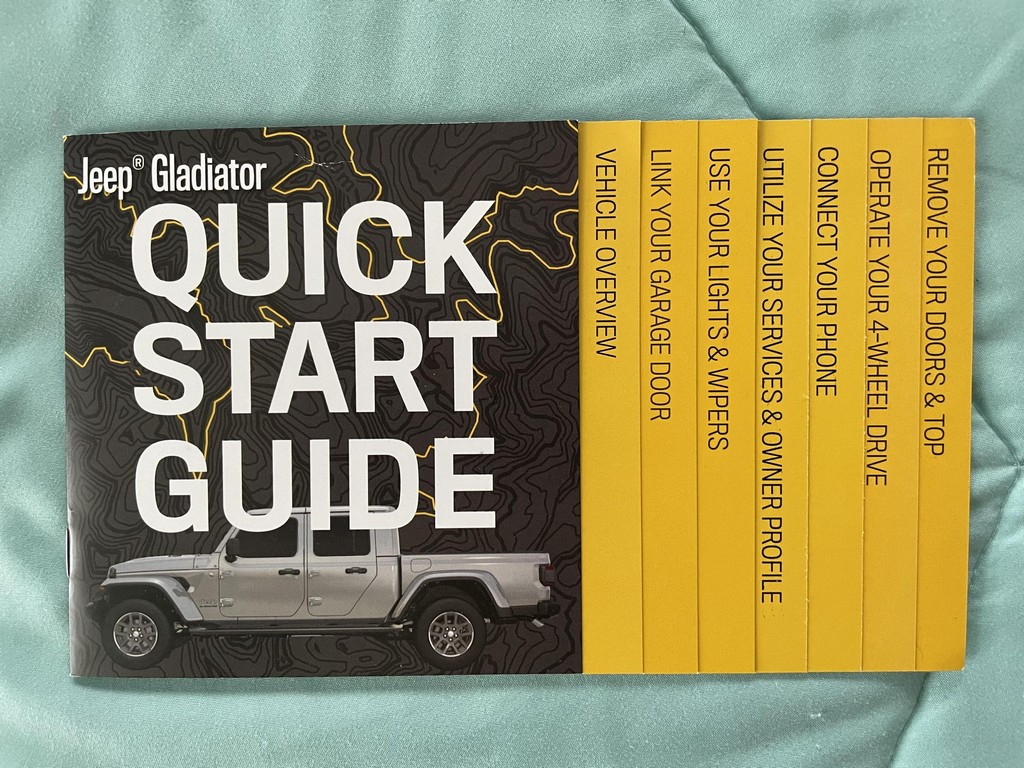 Jeep® Gladiator
QUICK
START
GUIDE
VEHICLE OVERVIEW
LINK YOUR GARAGE DOOR
USE YOUR LIGHTS & WIPERS
UTILIZE YOUR SERVICES & OWNER PROFILE
CONNECT YOUR PHONE
OPERATE YOUR 4-WHEEL DRIVE
REMOVE YOUR DOORS & TOP